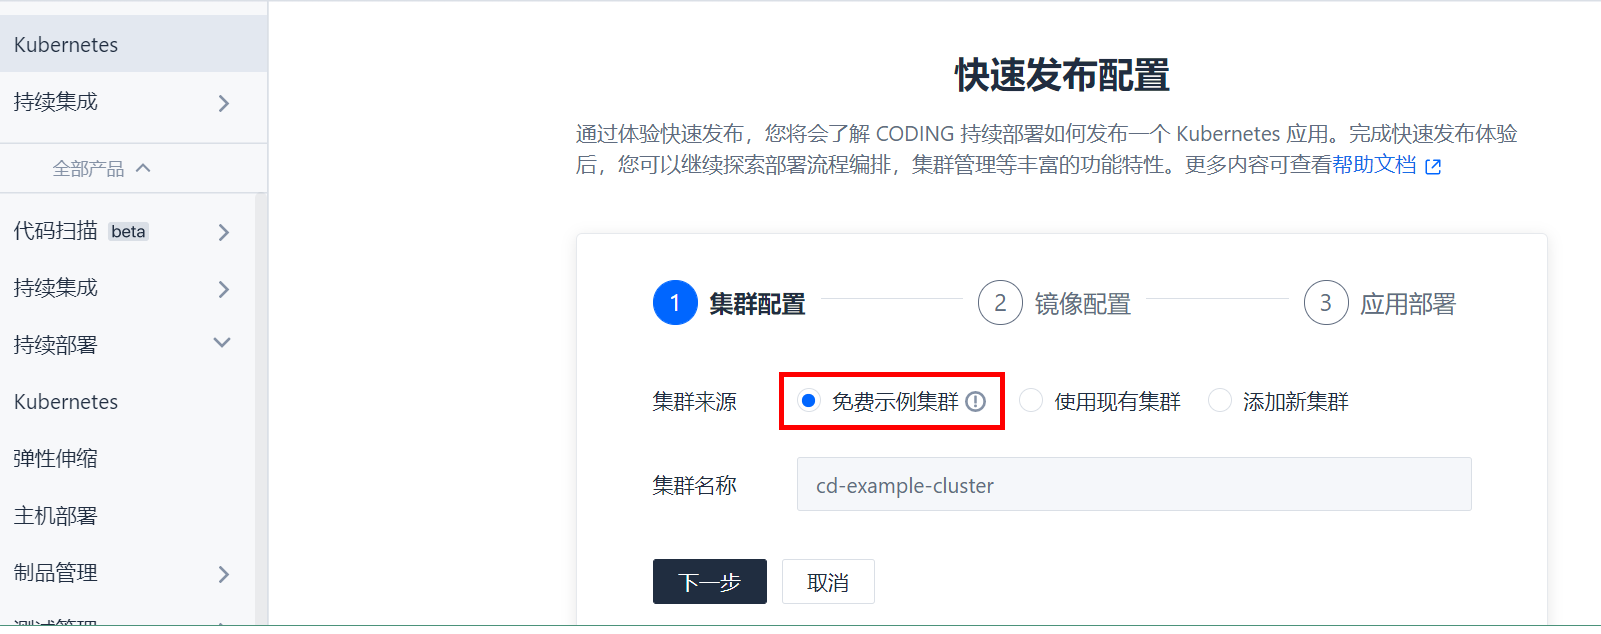 Kubernetes
持续集成
全部产品
代码扫描 beta
持续集成
持续部署
Kubernetes
弹性伸缩
主机部署
制品管理
测试管理
快速发布配置
通过体验快速发布，您将会了解 CODING 持续部署如何发布一个 Kubernetes 应用。完成快速发布体验
后，您可以继续探索部署流程编排，集群管理等丰富的功能特性。更多内容可查看帮助文档
1 集群配置 2 镜像配置 3 应用部署
集群来源 免费示例集群 使用现有集群 添加新集群
集群名称 cd-example-cluster
下一步 取消